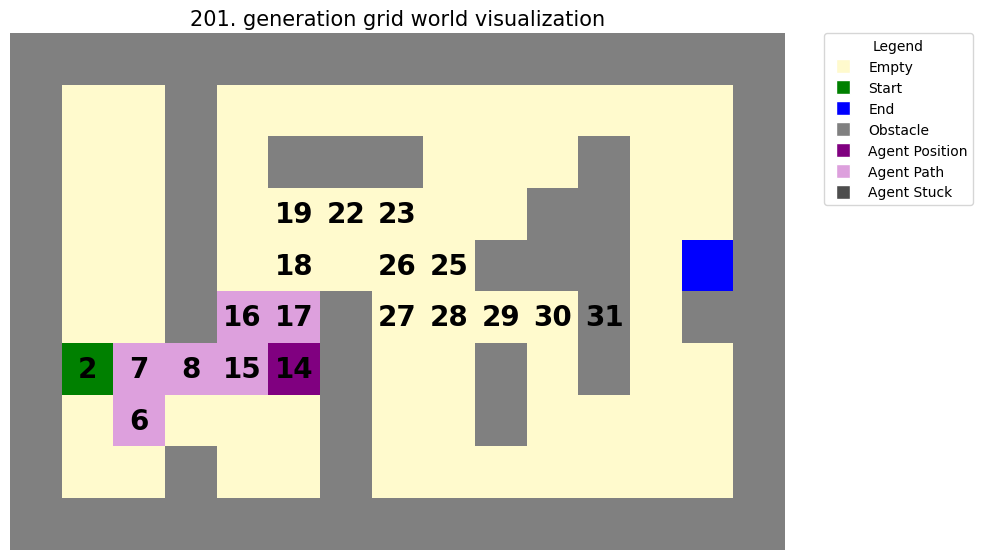 201. generation grid world visualization
Legend
Empty
Start
End
Obstacle
Agent Position
Agent Path
Agent Stuck
19 22 23
18 26 25
16 17 27 28 29 30 31
2 7 8 15 14
6